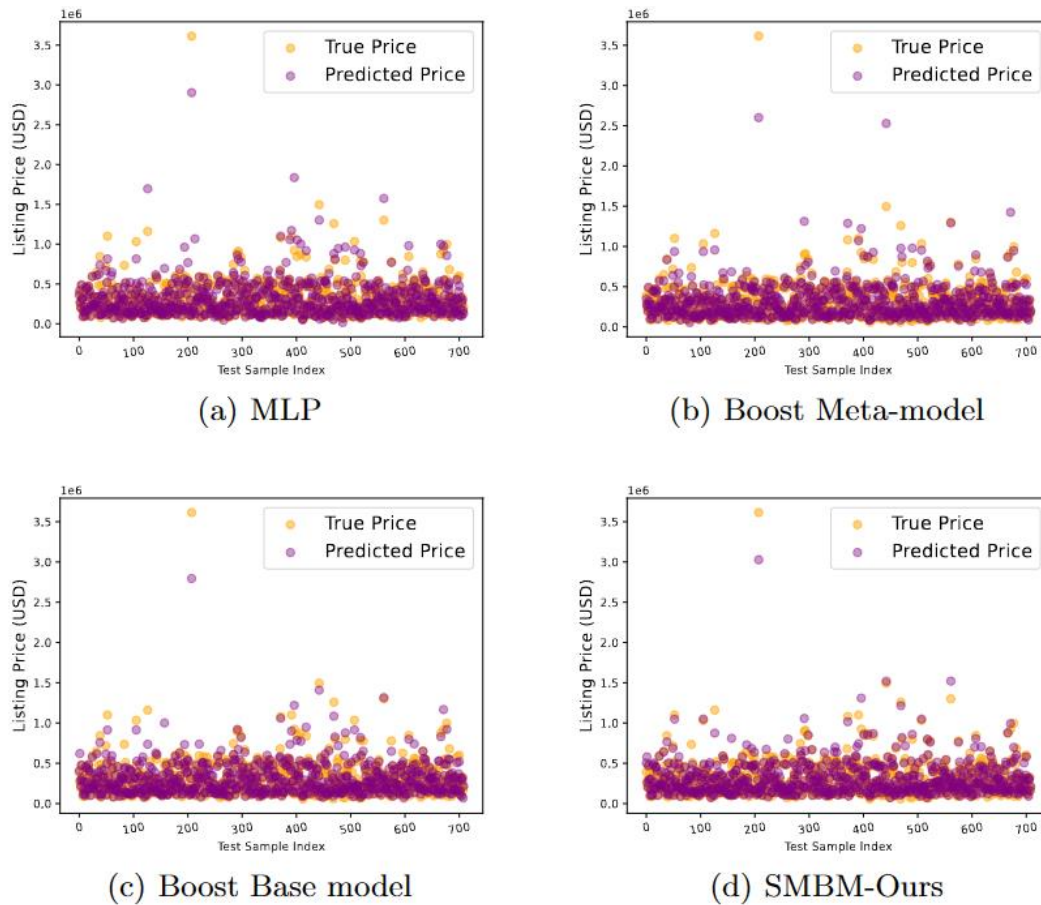 1e6
3.5
3.0
2.5
2.0
1.5
1.0
0.5
0.0
Listing Price (USD)
True Price
Predicted Price
0 100 200 300 400 500 600 700
Test Sample Index
(a) MLP
1e6
3.5
3.0
2.5
2.0
1.5
1.0
0.5
0.0
Listing Price (USD)
True Price
Predicted Price
0 100 200 300 400 500 600 700
Test Sample Index
(b) Boost Meta-model
1e6
3.5
3.0
2.5
2.0
1.5
1.0
0.5
0.0
Listing Price (USD)
True Price
Predicted Price
0 100 200 300 400 500 600 700
Test Sample Index
(c) Boost Base model
1e6
3.5
3.0
2.5
2.0
1.5
1.0
0.5
0.0
Listing Price (USD)
True Price
Predicted Price
0 100 200 300 400 500 600 700
Test Sample Index
(d) SMBM-Ours